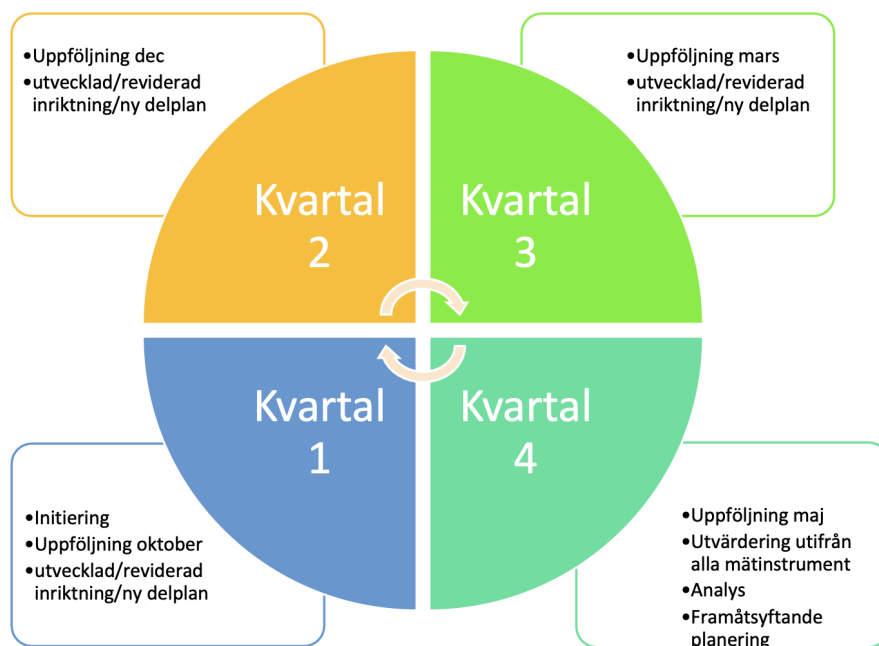 •Uppföljning dec
•utvecklad/reviderad
inriktning/ny delplan
•Uppföljning mars
•utvecklad/reviderad
inriktning/ny delplan
Kvartal
2
Kvartal
3
Kvartal
1
Kvartal
4
•Initiering
•Uppföljning oktober
•utvecklad/reviderad
inriktning/ny delplan
•Uppföljning maj
•Utvärdering utifrån
alla mätinstrument
•Analys
•Framåtsyftande
planering